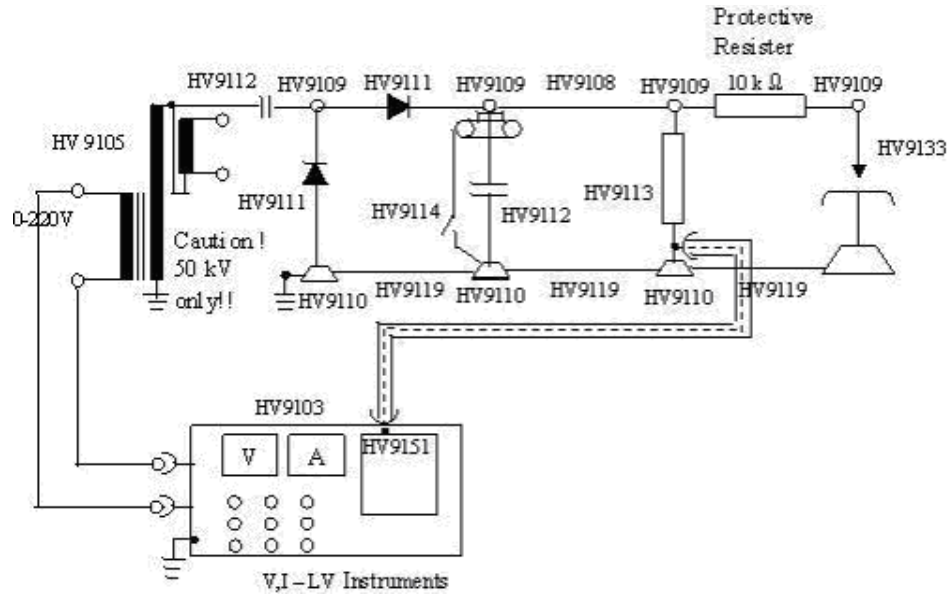 Protective
Resister
HV9112
HV9109
HV9111
HV9109
HV9108
HV9109
10 k Ω
HV9109
HV 9105
HV9133
HV9111
HV9114
HV9112
HV9113
0-220V
Caution !
50 kV
only!!
HV9110
HV9119
HV9110
HV9119
HV9110
HV9119
HV9103
V
A
HV9151
V,I – LV Instruments